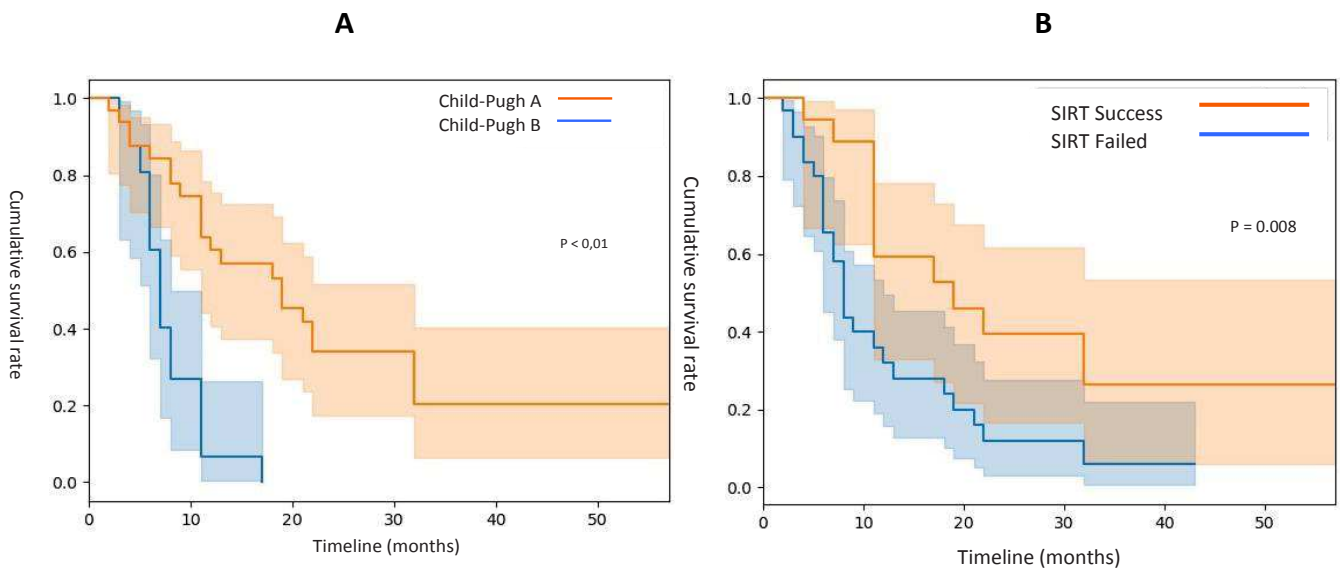 A
Child-Pugh A
Child-Pugh B
P < 0,01
Cumulative survival rate
1.0
0.8
0.6
0.4
0.2
0.0
0 10 20 30 40 50
Timeline (months)
B
SIRT Success
SIRT Failed
P = 0.008
Cumulative survival rate
1.0
0.8
0.6
0.4
0.2
0.0
0 10 20 30 40 50
Timeline (months)